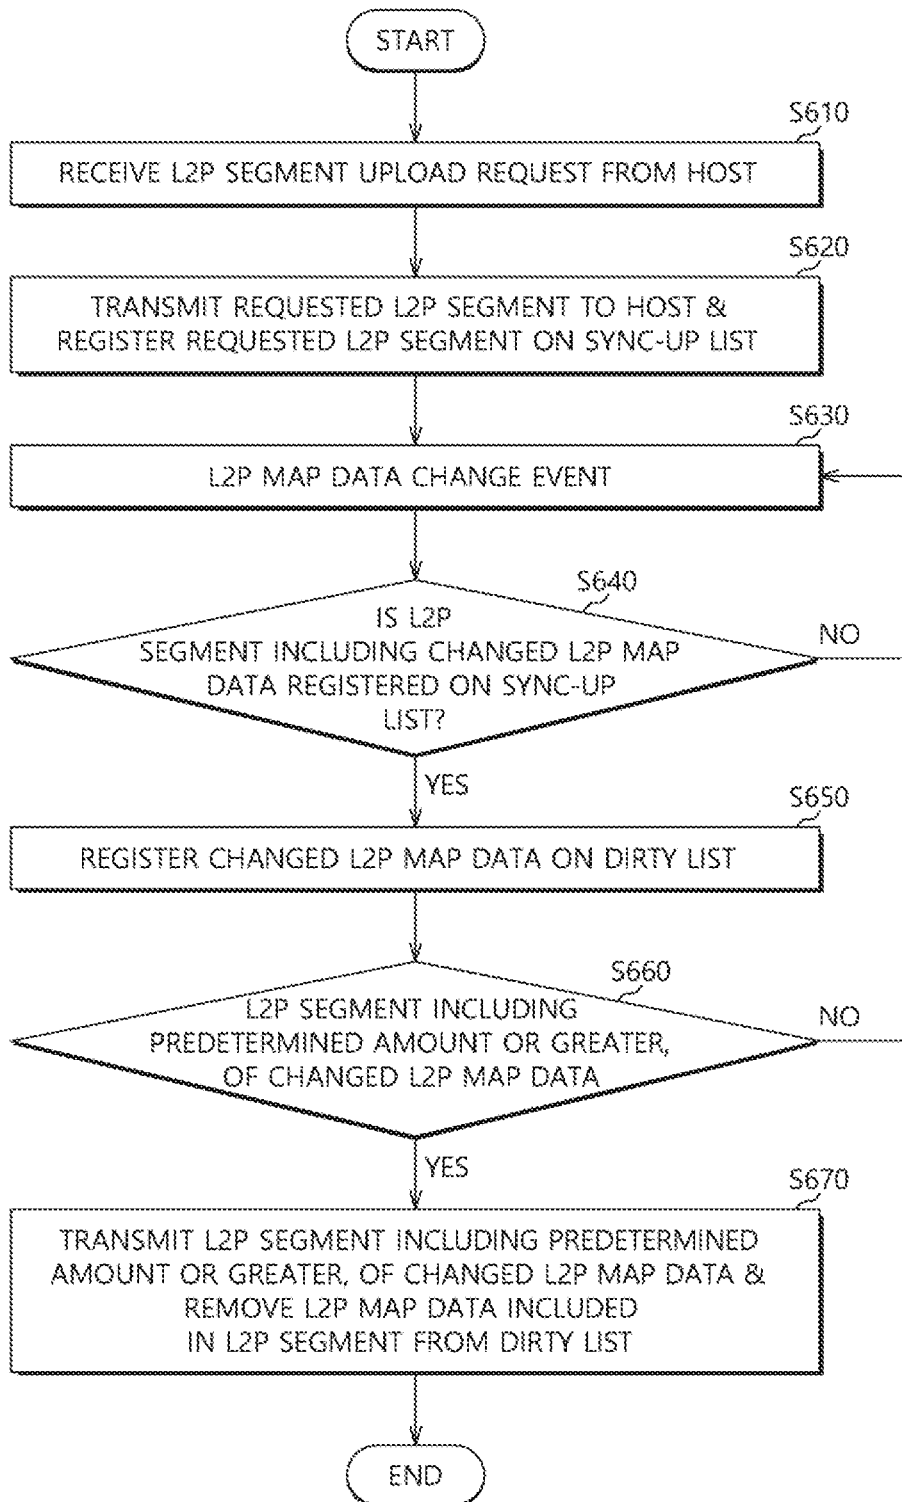 START
S610
RECEIVE L2P SEGMENT UPLOAD REQUEST FROM HOST
S620
TRANSMIT REQUESTED L2P SEGMENT TO HOST &
REGISTER REQUESTED L2P SEGMENT ON SYNC-UP LIST
S630
L2P MAP DATA CHANGE EVENT
S640
IS L2P
SEGMENT INCLUDING CHANGED L2P MAP
DATA REGISTERED ON SYNC-UP
LIST?
NO
YES
S650
REGISTER CHANGED L2P MAP DATA ON DIRTY LIST
S660
L2P SEGMENT INCLUDING
PREDETERMINED AMOUNT OR GREATER,
OF CHANGED L2P MAP DATA
NO
YES
S670
TRANSMIT L2P SEGMENT INCLUDING PREDETERMINED
AMOUNT OR GREATER, OF CHANGED L2P MAP DATA &
REMOVE L2P MAP DATA INCLUDED
IN L2P SEGMENT FROM DIRTY LIST
END